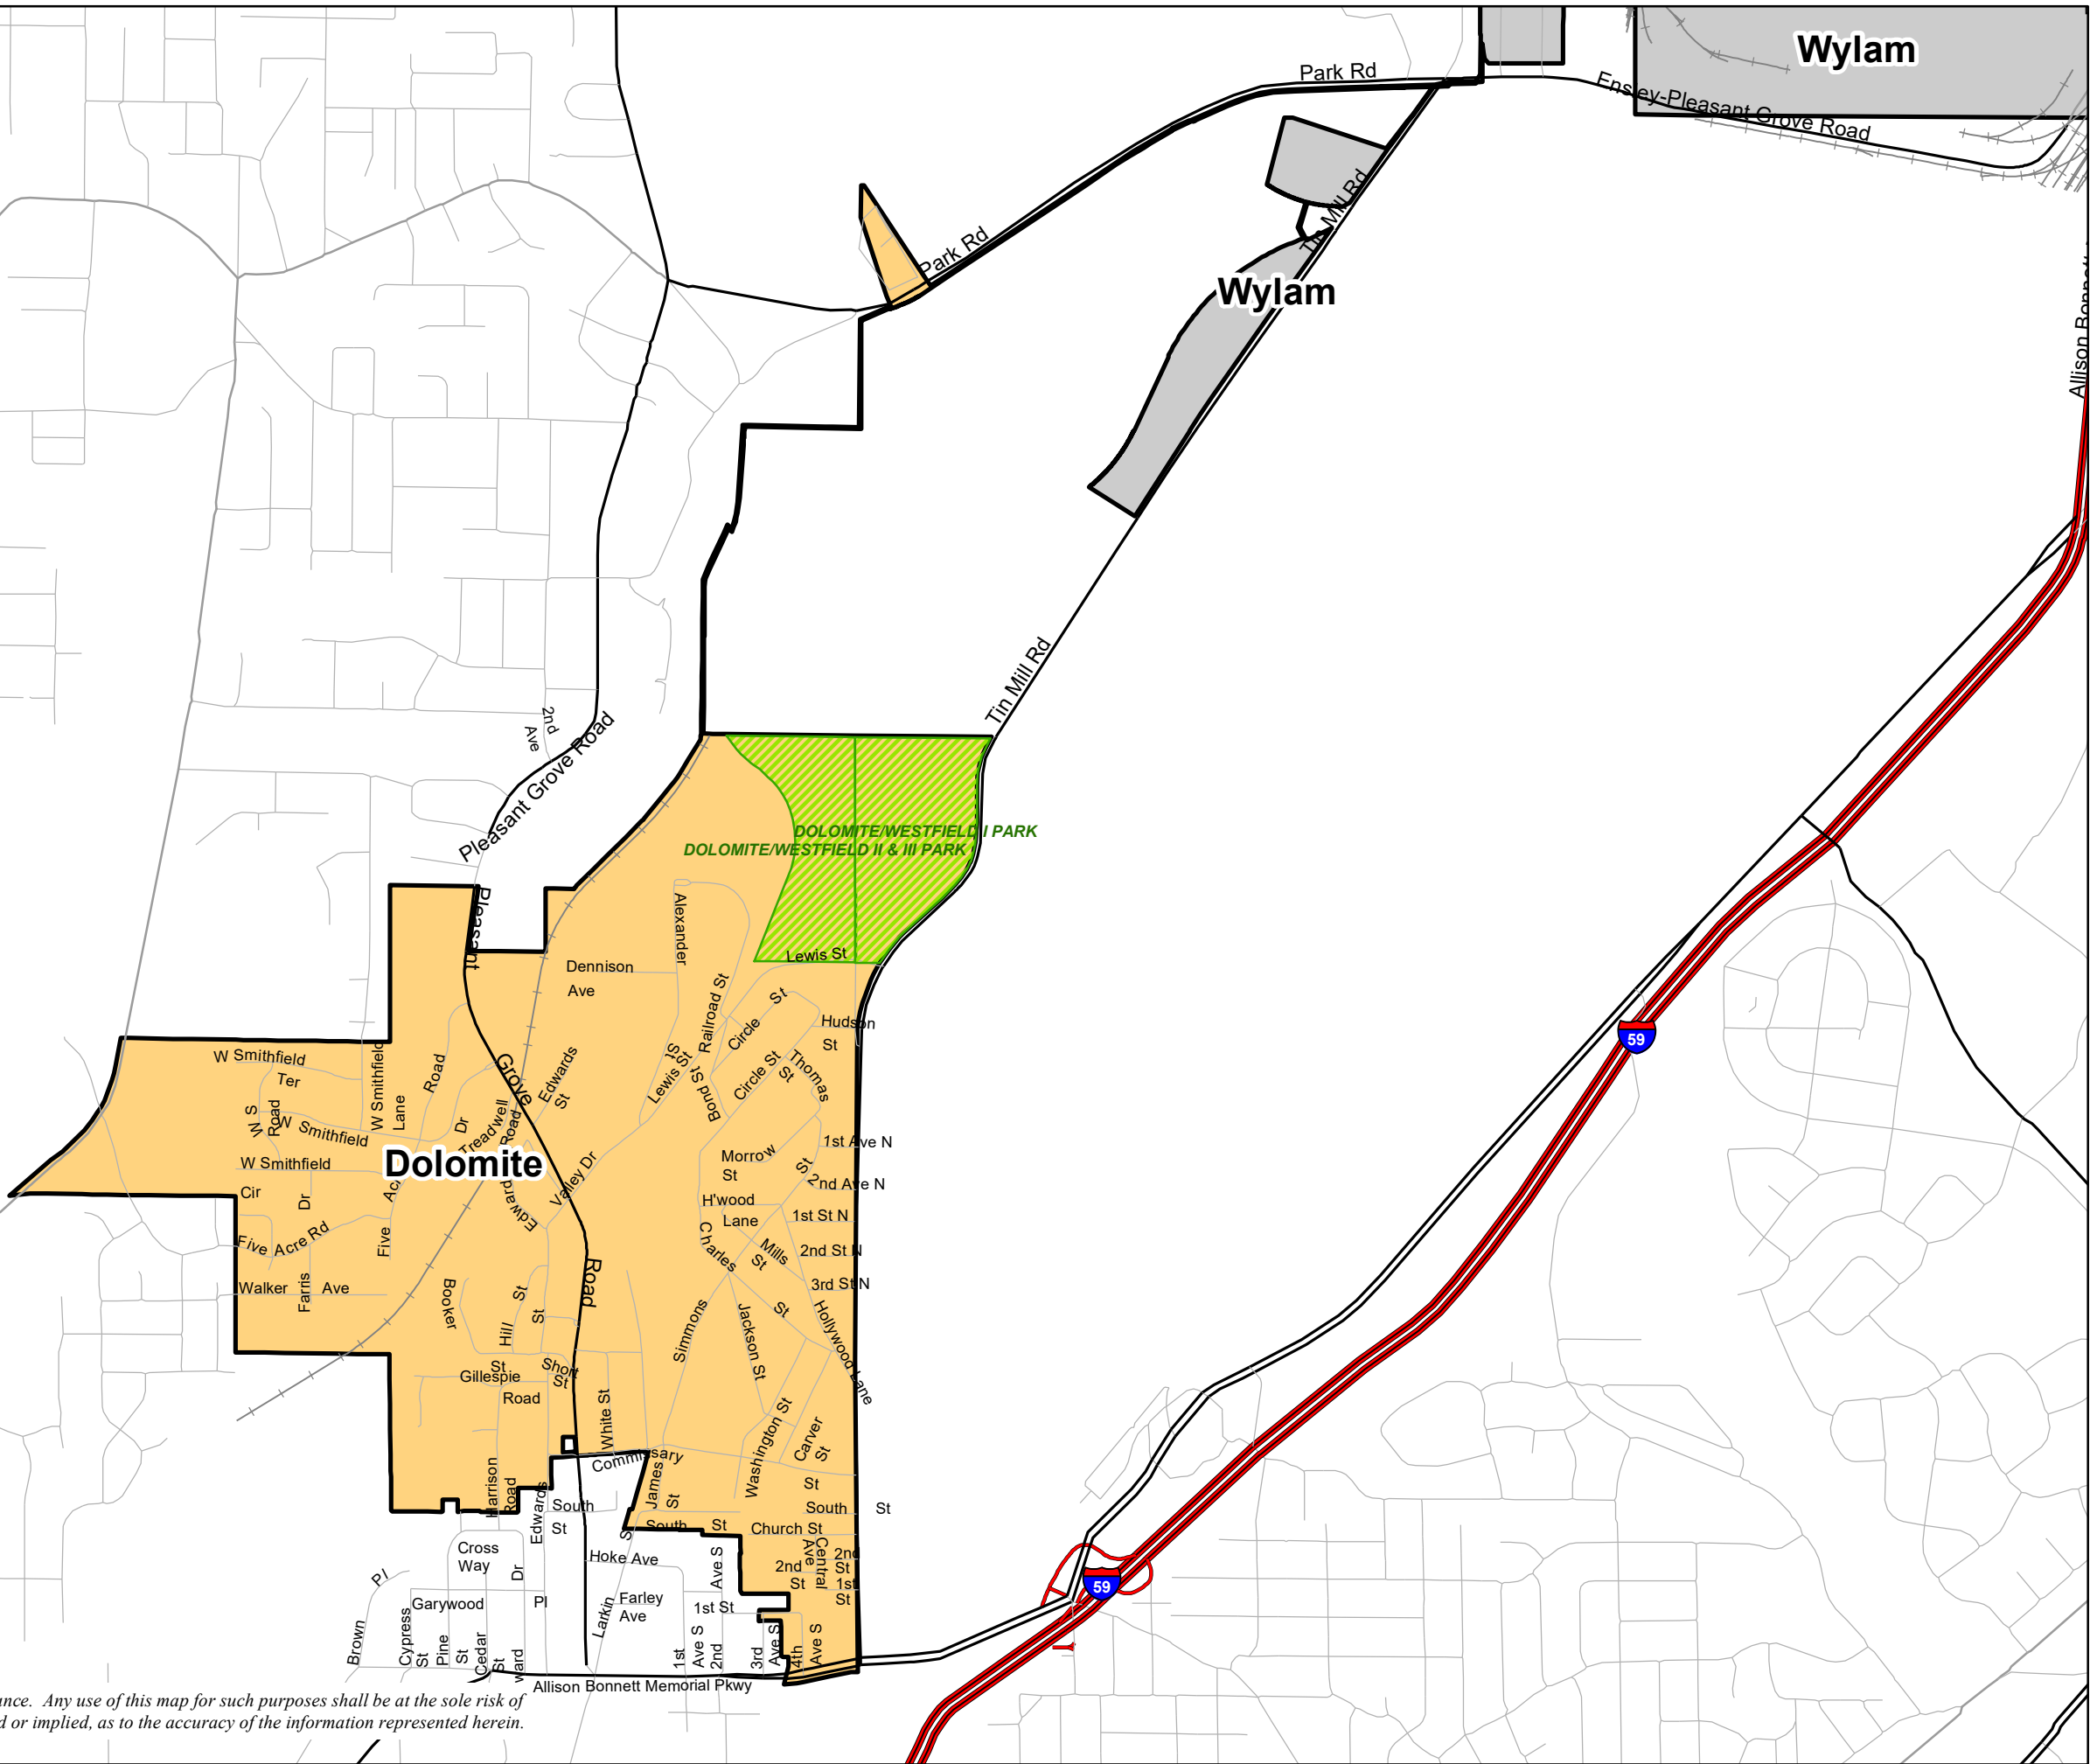 Wylam
Park Rd
Ensley-Pleasant Grove Road
Tin Mill Rd
Park Rd
Wylam
Allison Bonnett
Tin Mill Rd
2nd
Ave
Pleasant Grove Road
DOLOMITE/WESTFIELD I PARK
DOLOMITE/WESTFIELD II & III PARK
Pleasant
Alexander
St
Lewis St
Dennison
Ave
Railroad St
Circle
St
Hudson
St
59
W Smithfield
Ter
W Smithfield
Lane
Road
Grove
Edwards
St
Lewis St
Bond St
Circle St
Thomas
St
W S
Road
W Smithfield
Dr
Treadwell
Road
1st Ave N
Dolomite
W Smithfield
Cir
Dr
Valley Dr
Morrow
St
St
2nd Ave N
Edward
H'wood
Lane
1st St N
Five Acre Rd
Five
Charles
St
Mills
St
2nd St N
Walker
Ave
Farris
Booker
St
Hill
St
Road
3rd St N
Simmons
Jackson St
Hollywood Lane
Gillespie
Road
Short
St
White St
Washington St
Carver
St
Commissary
St
Harrison
Road
Edwards
James
St
South
St
South
St
South
St
Church St
Cross
Way
Dr
Hoke Ave
Ave S
Central
Ave
2nd
St
2nd
St
1st
St
59
Pl
Garywood
Pl
Farley
Ave
Larkin
St
1st St
Brown
Cypress
St
Pine
St
Cedar
St
ward
1st
Ave S
2nd
3rd
Ave S
4th
Ave S
Allison Bonnett Memorial Pkwy
ance. Any use of this map for such purposes shall be at the sole risk of
d or implied, as to the accuracy of the information represented herein.